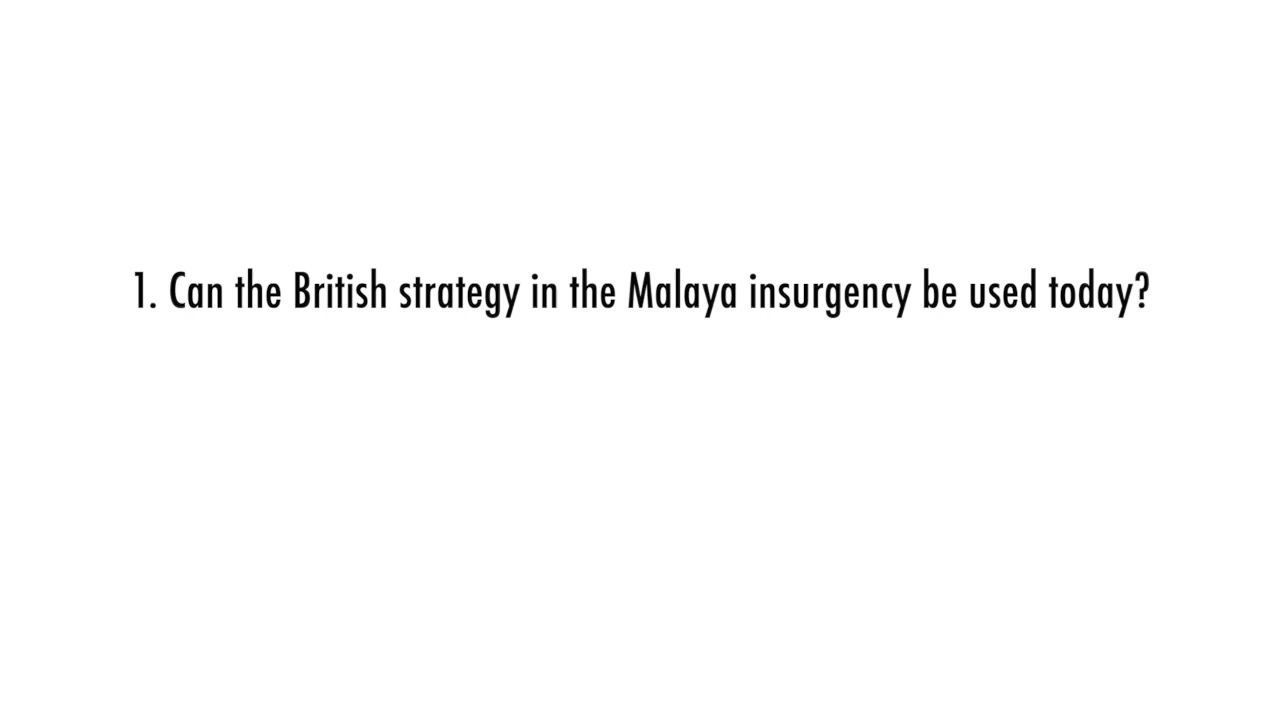 1. Can the British strategy in the Malaya insurgency be used today?